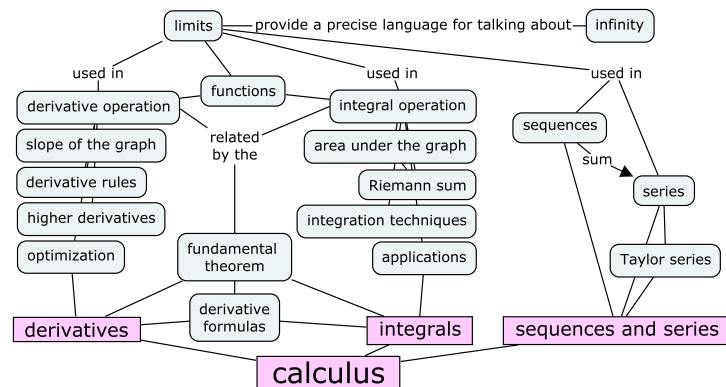 limits
provide a precise language for talking about
infinity
used in
used in
used in
functions
derivative operation
integral operation
sequences
slope of the graph
related
by the
area under the graph
sum
derivative rules
Riemann sum
series
higher derivatives
integration techniques
optimization
fundamental
theorem
applications
Taylor series
derivative
formulas
derivatives
integrals
sequences and series
calculus